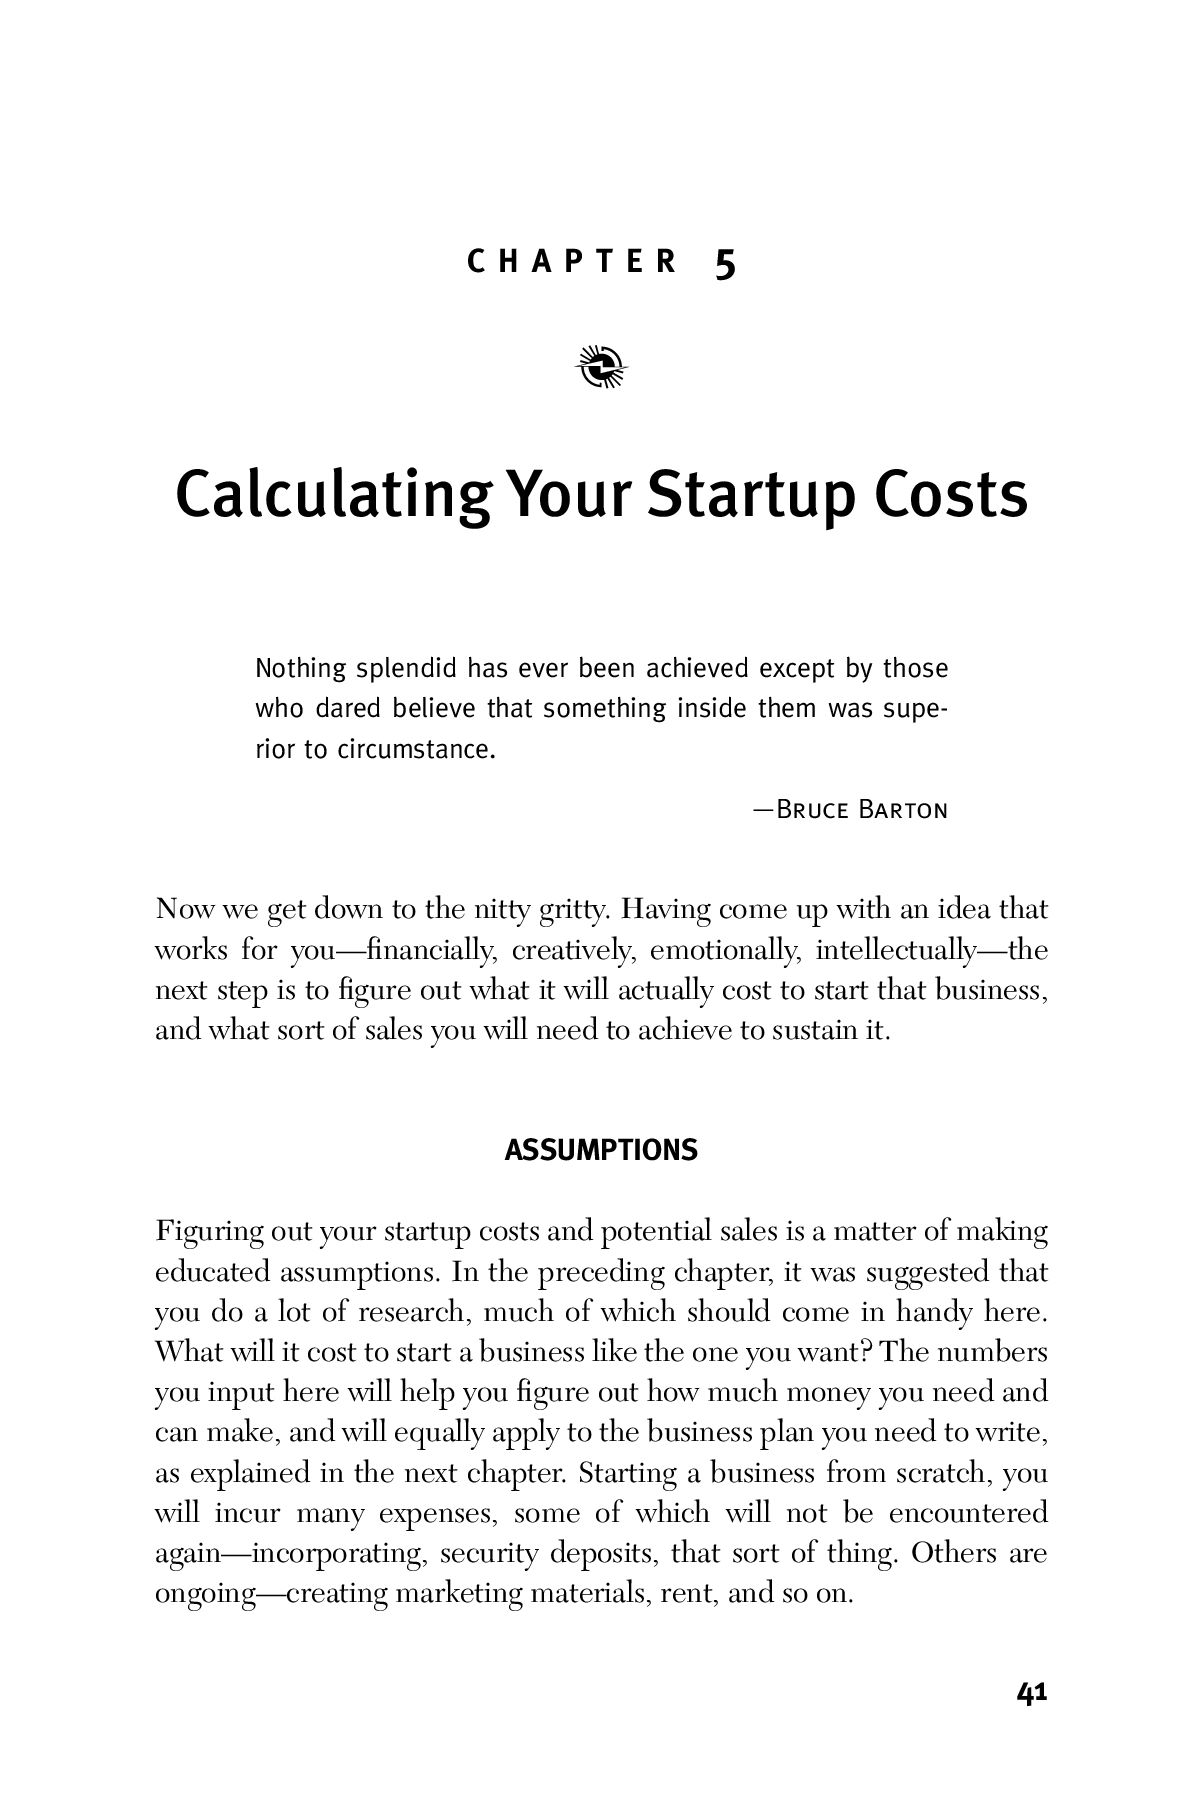 CHAPTER 5
Calculating Your Startup Costs
Nothing splendid has ever been achieved except by those
who dared believe that something inside them was supe-
rior to circumstance.
—Bruce Barton
Now we get down to the nitty gritty. Having come up with an idea that
works for you—financially, creatively, emotionally, intellectually—the
next step is to figure out what it will actually cost to start that business,
and what sort of sales you will need to achieve to sustain it.
ASSUMPTIONS
Figuring out your startup costs and potential sales is a matter of making
educated assumptions. In the preceding chapter, it was suggested that
you do a lot of research, much of which should come in handy here.
What will it cost to start a business like the one you want? The numbers
you input here will help you figure out how much money you need and
can make, and will equally apply to the business plan you need to write,
as explained in the next chapter. Starting a business from scratch, you
will incur many expenses, some of which will not be encountered
again—incorporating, security deposits, that sort of thing. Others are
ongoing—creating marketing materials, rent, and so on.
41